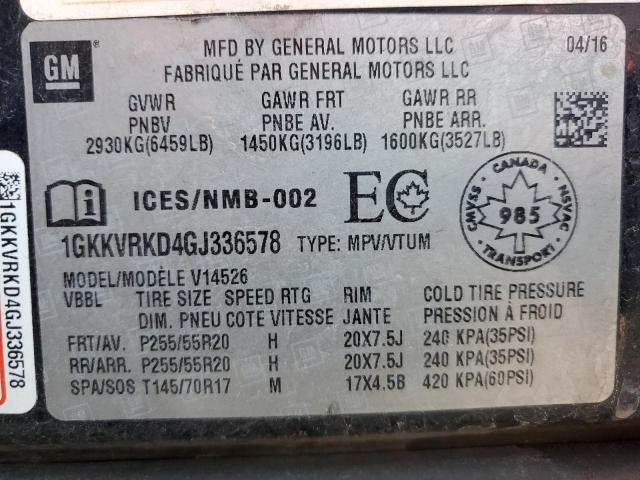 GM
MFD BY GENERAL MOTORS LLC 04/16
FABRIQUÉ PAR GENERAL MOTORS LLC
GVWR GAWR FRT GAWR RR
PNBV PNBE AV. PNBE ARR.
2930KG(6459LB) 1450KG(3196LB) 1600KG(3527LB)
ICES/NMB-002 EC
CANADA CMVSS NSVAC 985 TRANSPORT
1GKKVRKD4GJ336578 TYPE: MPV/VTUM
MODEL/MODÈLE V14526
VBBL TIRE SIZE SPEED RTG RIM COLD TIRE PRESSURE
DIM. PNEU COTE VITESSE JANTE PRESSION À FROID
FRT/AV. P255/55R20 H 20X7.5J 240 KPA(35PSI)
RR/ARR. P255/55R20 H 20X7.5J 240 KPA(35PSI)
SPA/SOS T145/70R17 M 17X4.5B 420 KPA(60PSI)
1GKKVRKD4GJ336578